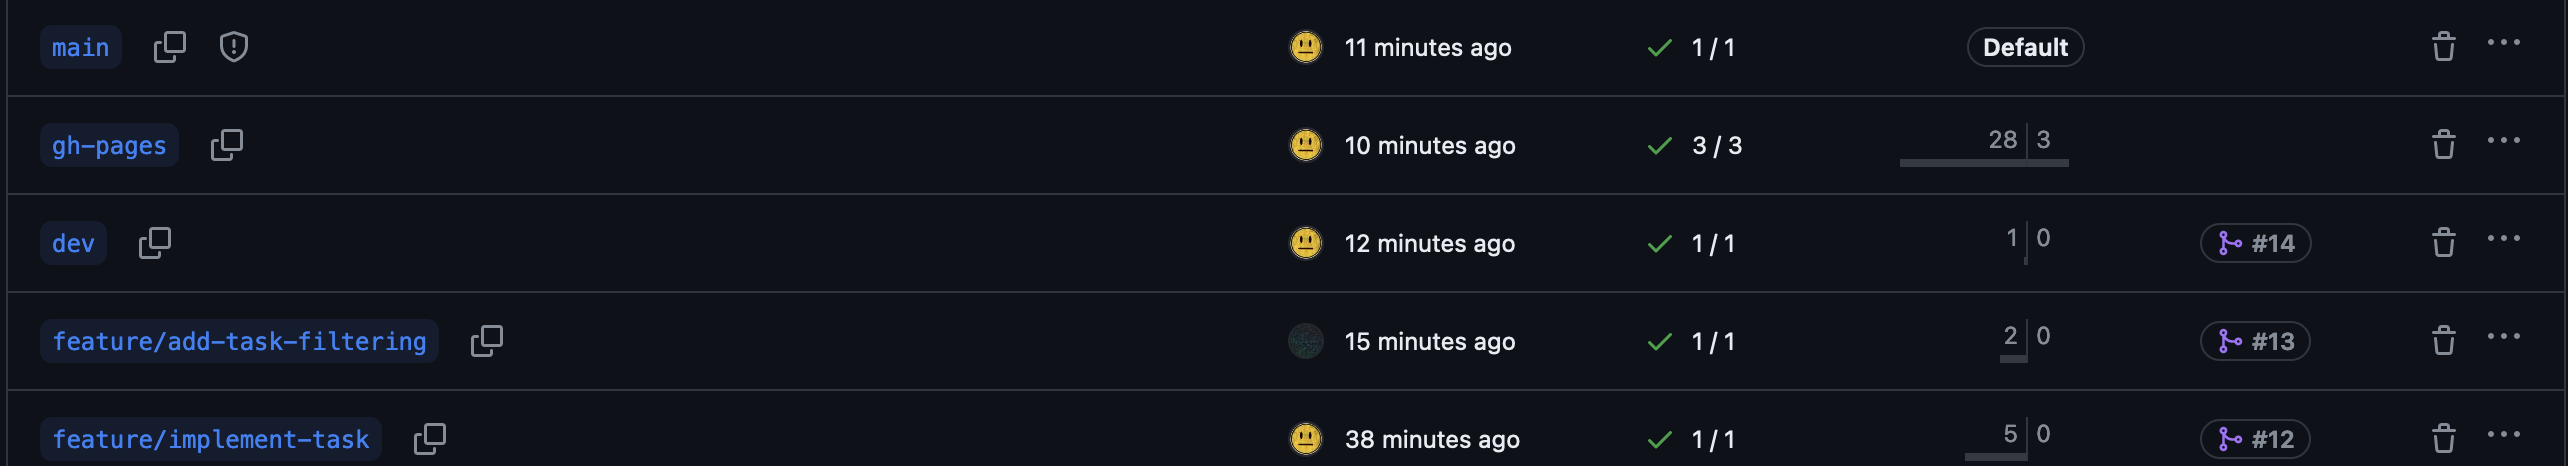 main 11 minutes ago 1 / 1 Default
gh-pages 10 minutes ago 3 / 3 28 3
dev 12 minutes ago 1 / 1 1 0 #14
feature/add-task-filtering 15 minutes ago 1 / 1 2 0 #13
feature/implement-task 38 minutes ago 1 / 1 5 0 #12